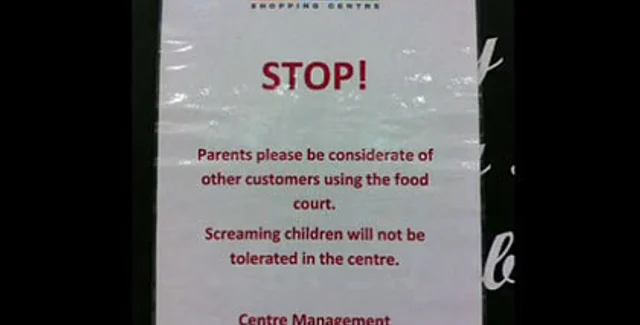 SHOPPING CENTRE
STOP!
Parents please be considerate of
other customers using the food
court.
Screaming children will not be
tolerated in the centre.
Centre Management